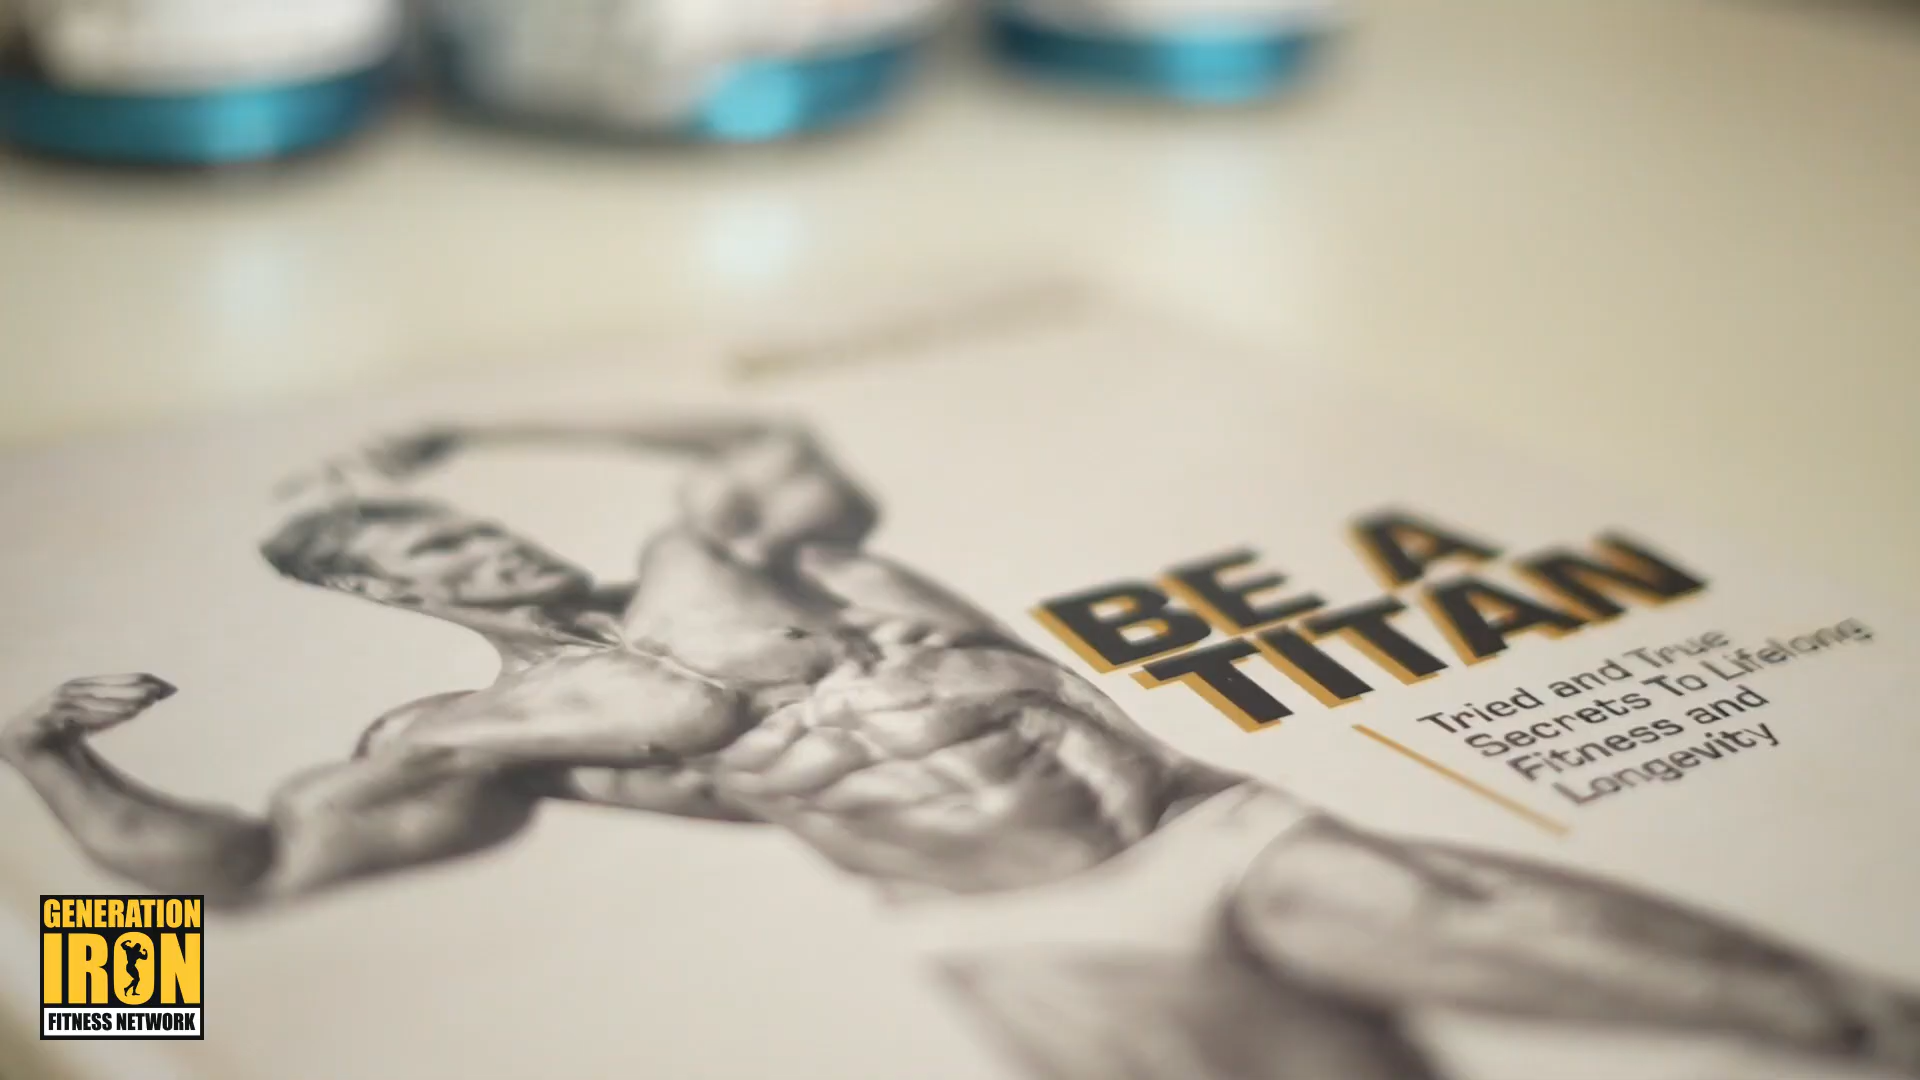 BE A
TITAN
Tried and True
Secrets To Lifelong
Fitness and
Longevity
GENERATION
IRON
FITNESS NETWORK